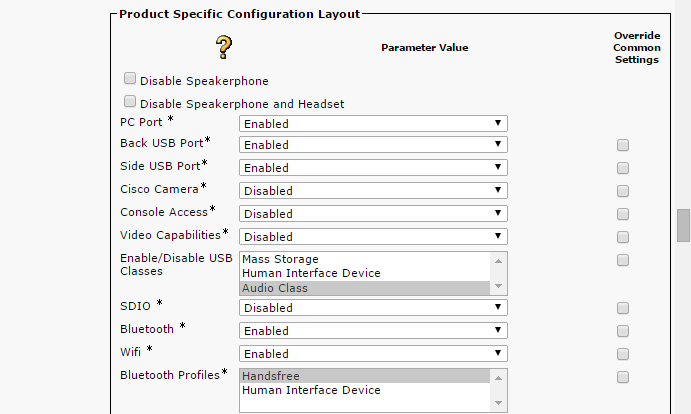 Product Specific Configuration Layout
?
Parameter Value
Override
Common
Settings
Disable Speakerphone
Disable Speakerphone and Headset
PC Port * Enabled
Back USB Port* Enabled
Side USB Port* Enabled
Cisco Camera* Disabled
Console Access* Disabled
Video Capabilities* Disabled
Enable/Disable USB
Classes
Mass Storage
Human Interface Device
Audio Class
SDIO * Disabled
Bluetooth * Enabled
Wifi * Enabled
Bluetooth Profiles* Handsfree
Human Interface Device